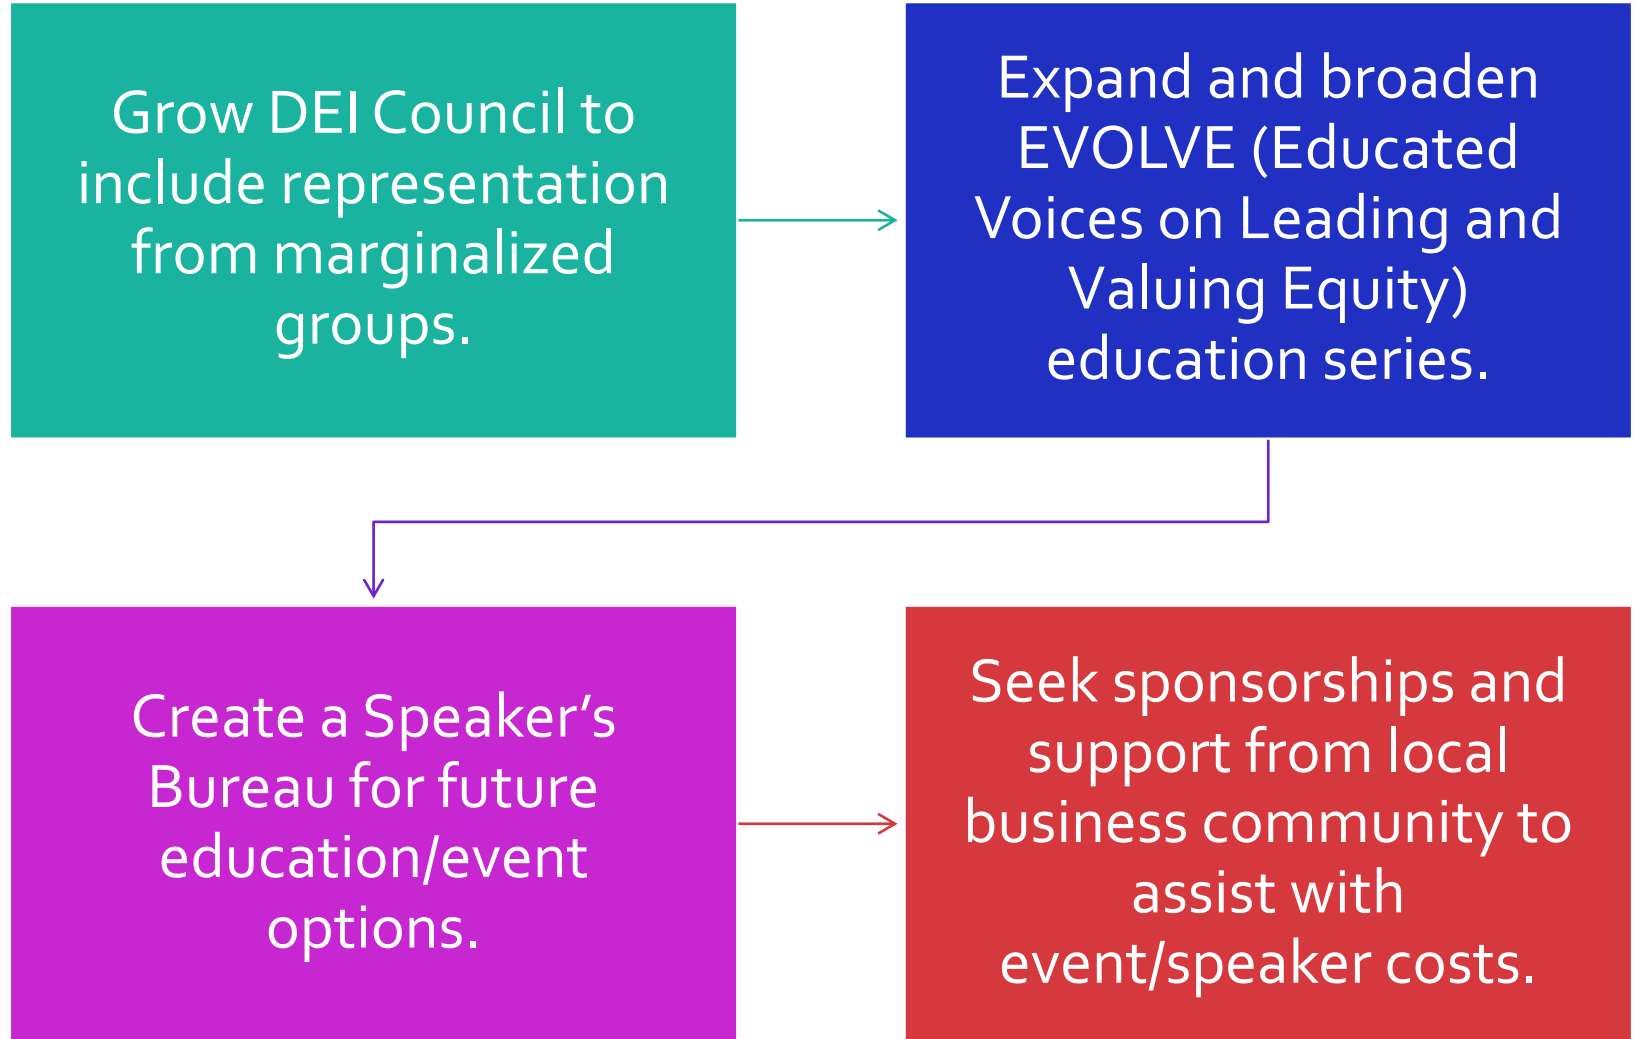 Grow DEI Council to
include representation
from marginalized
groups.
Expand and broaden
EVOLVE (Educated
Voices on Leading and
Valuing Equity)
education series.
Create a Speaker’s
Bureau for future
education/event
options.
Seek sponsorships and
support from local
business community to
assist with
event/speaker costs.